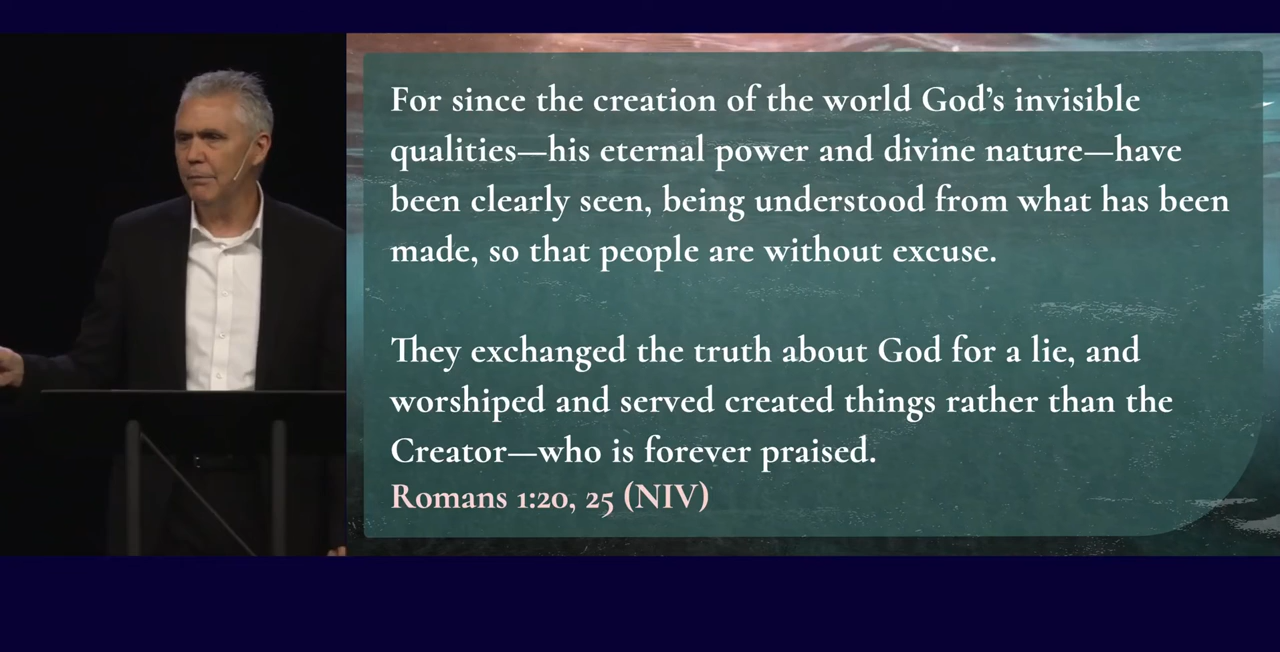 For since the creation of the world God’s invisible
qualities—his eternal power and divine nature—have
been clearly seen, being understood from what has been
made, so that people are without excuse.
They exchanged the truth about God for a lie, and
worshiped and served created things rather than the
Creator—who is forever praised.
Romans 1:20, 25 (NIV)